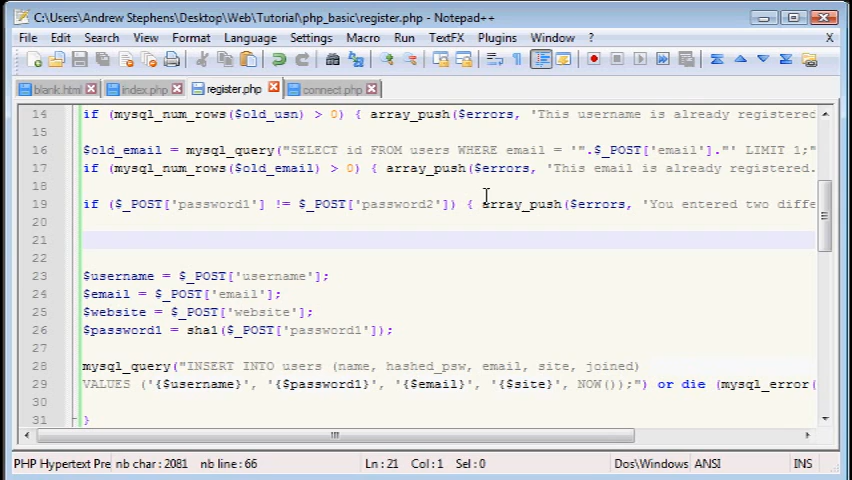 C:\Users\Andrew Stephens\Desktop\Web\Tutorial\php_basic\register.php - Notepad++
File Edit Search View Format Language Settings Macro Run TextFX Plugins Window ? X
blank.html index.php register.php connect.php
14 if (mysql_num_rows($old_usn) > 0) { array_push($errors, 'This username is already registered
15
16 $old_email = mysql_query("SELECT id FROM users WHERE email = '".$_POST['email']."' LIMIT 1;"
17 if (mysql_num_rows($old_email) > 0) { array_push($errors, 'This email is already registered.
18
19 if ($_POST['password1'] != $_POST['password2']) { array_push($errors, 'You entered two diffe
20
21
22
23 $username = $_POST['username'];
24 $email = $_POST['email'];
25 $website = $_POST['website'];
26 $password1 = sha1($_POST['password1']);
27
28 mysql_query("INSERT INTO users (name, hashed_psw, email, site, joined)
29 VALUES ('{$username}', '{$password1}', '{$email}', '{$site}', NOW());") or die (mysql_error(
30
31 }
PHP Hypertext Pre nb char : 2081 nb line : 66 Ln : 21 Col : 1 Sel : 0 Dos\Windows ANSI INS